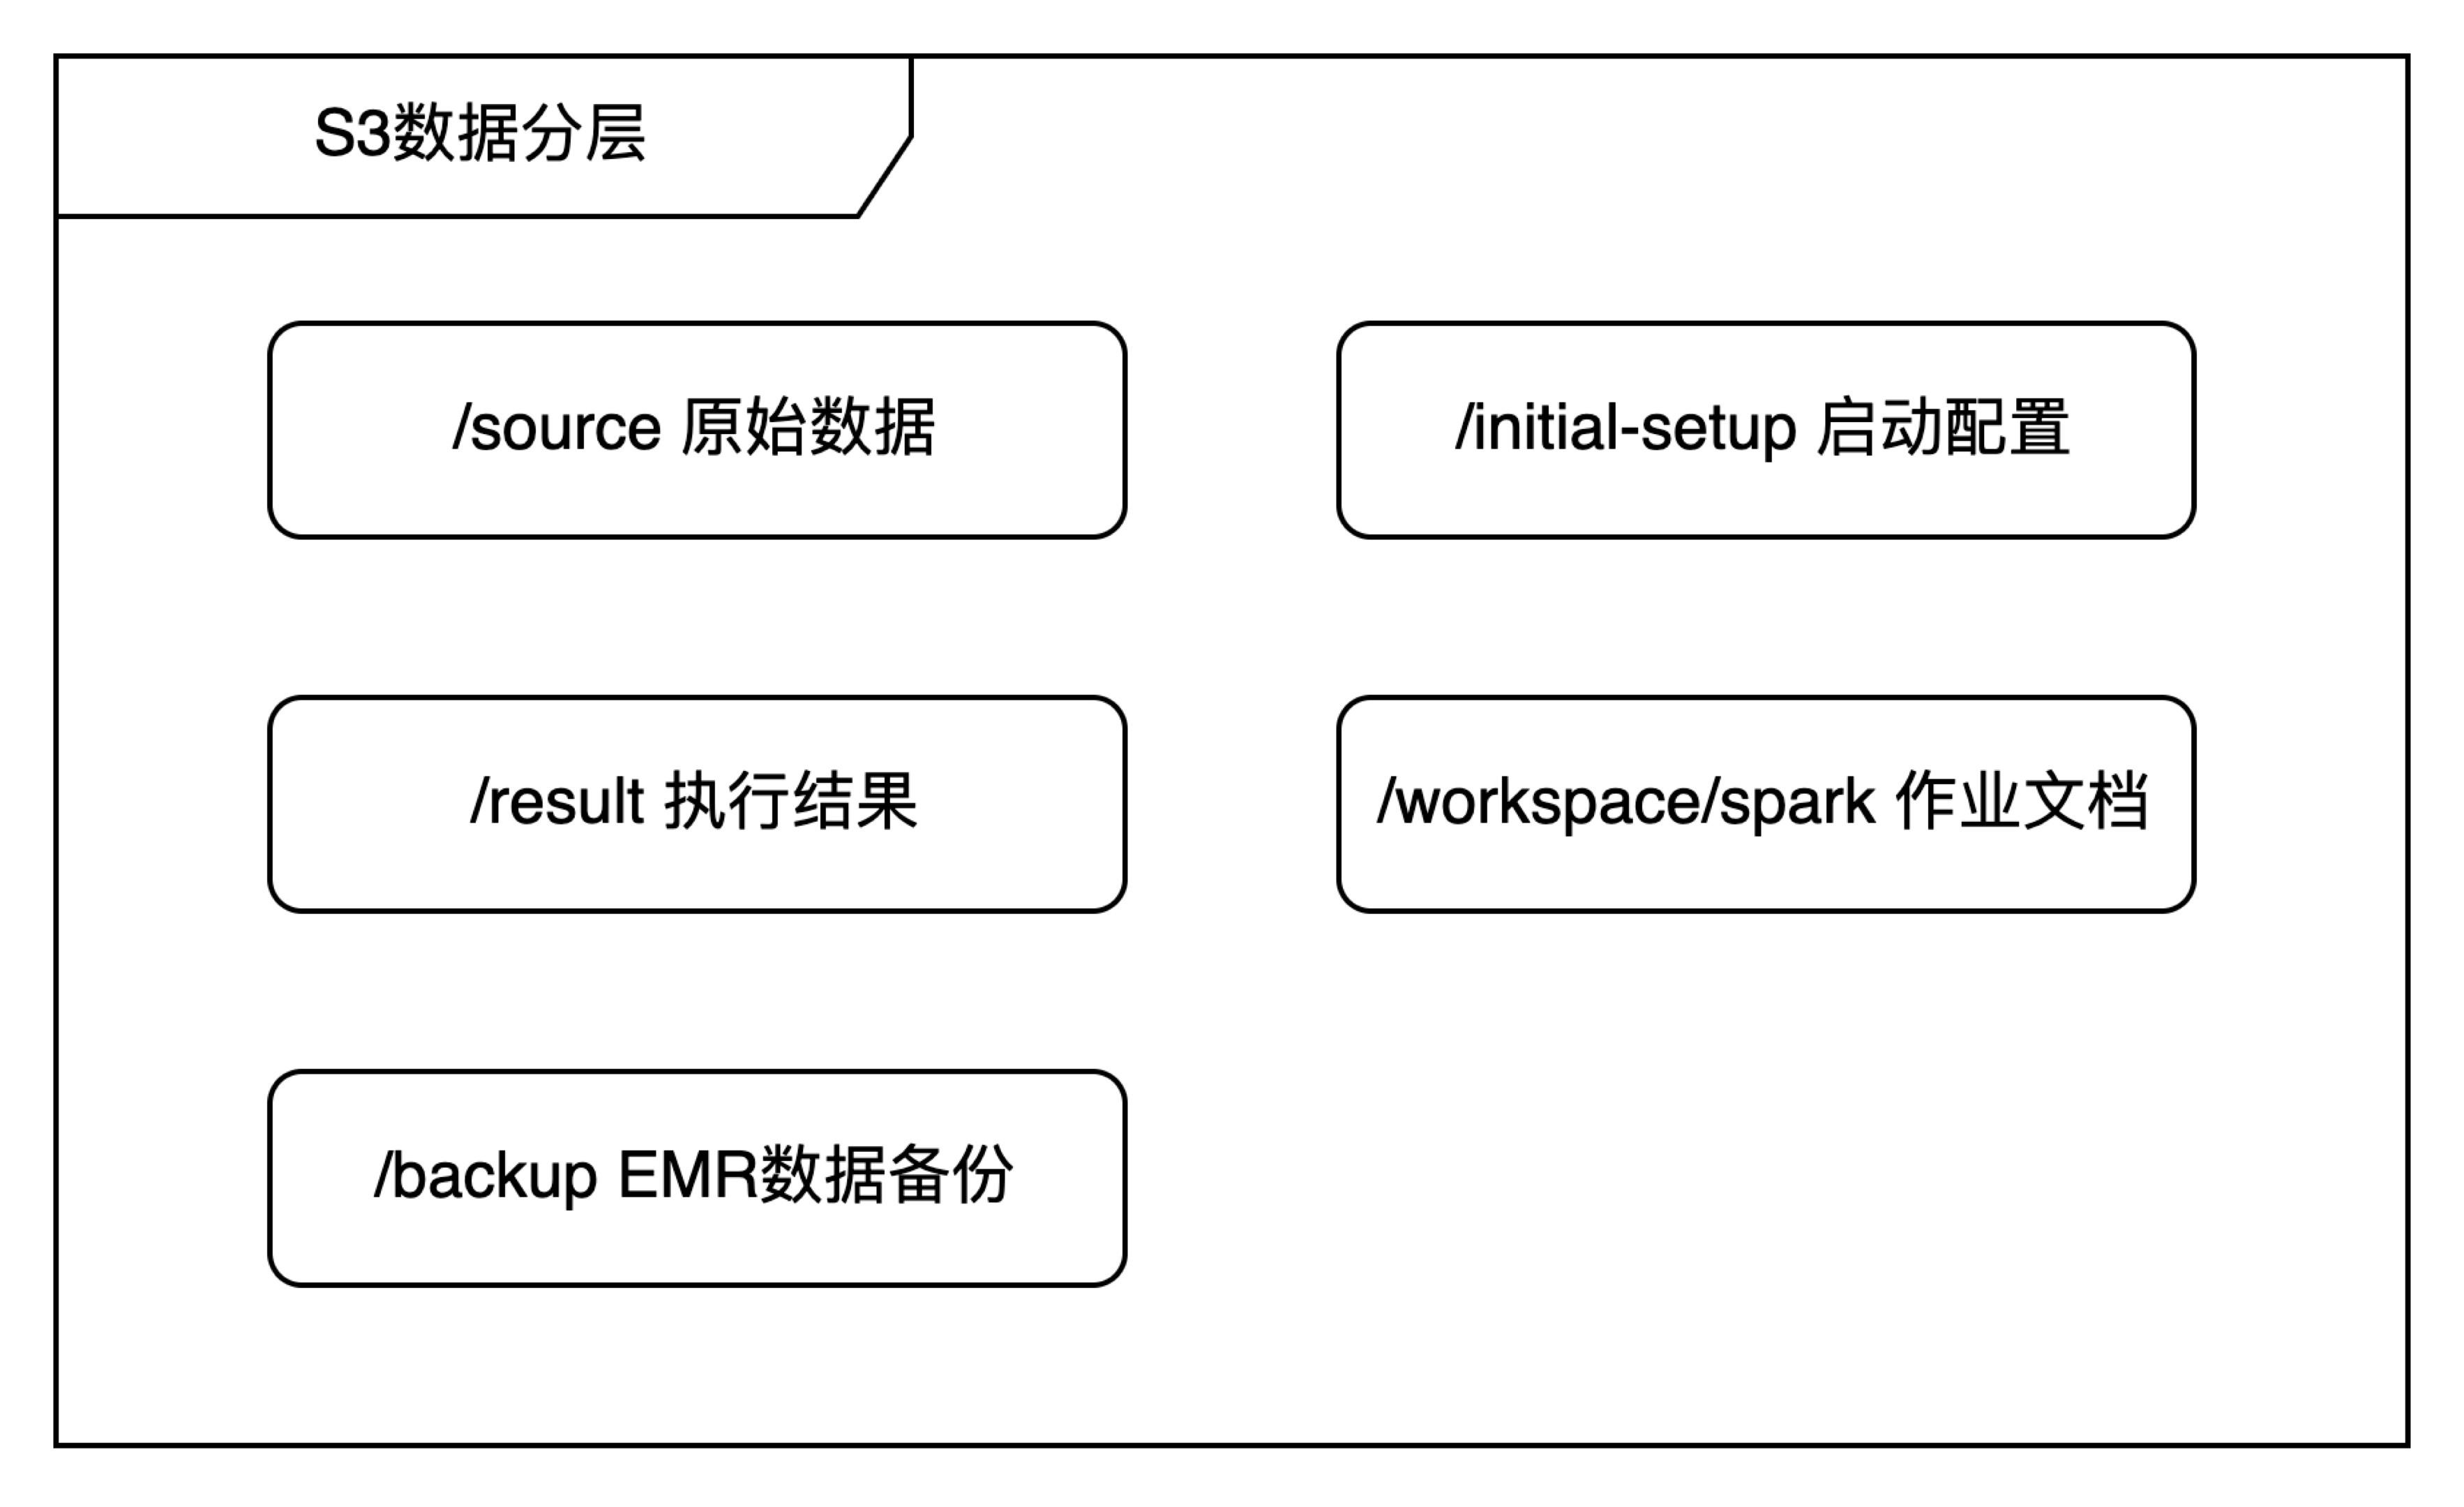 S3数据分层
/source 原始数据
/initial-setup 启动配置
/result 执行结果
/workspace/spark 作业文档
/backup EMR数据备份